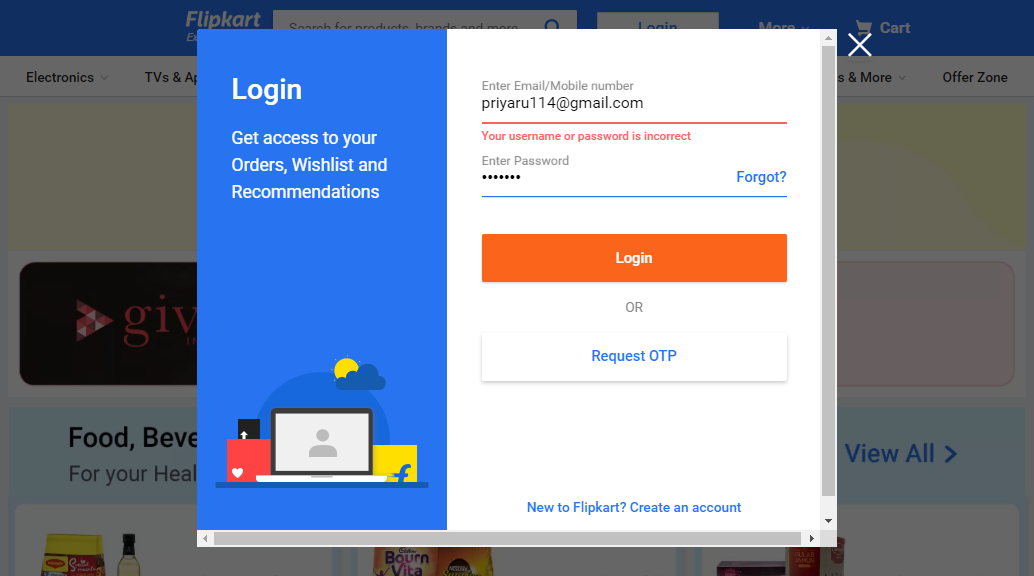 Flipkart
Search for products, brands and more
Login
More
Cart
Electronics
TVs &
s & More
Offer Zone
Login
Get access to your
Orders, Wishlist and
Recommendations
Enter Email/Mobile number
priyaru114@gmail.com
Your username or password is incorrect
Enter Password
Forgot?
Login
OR
Request OTP
New to Flipkart? Create an account
giv
Food, Beve
For your Heal
View All
Bourn
Vita